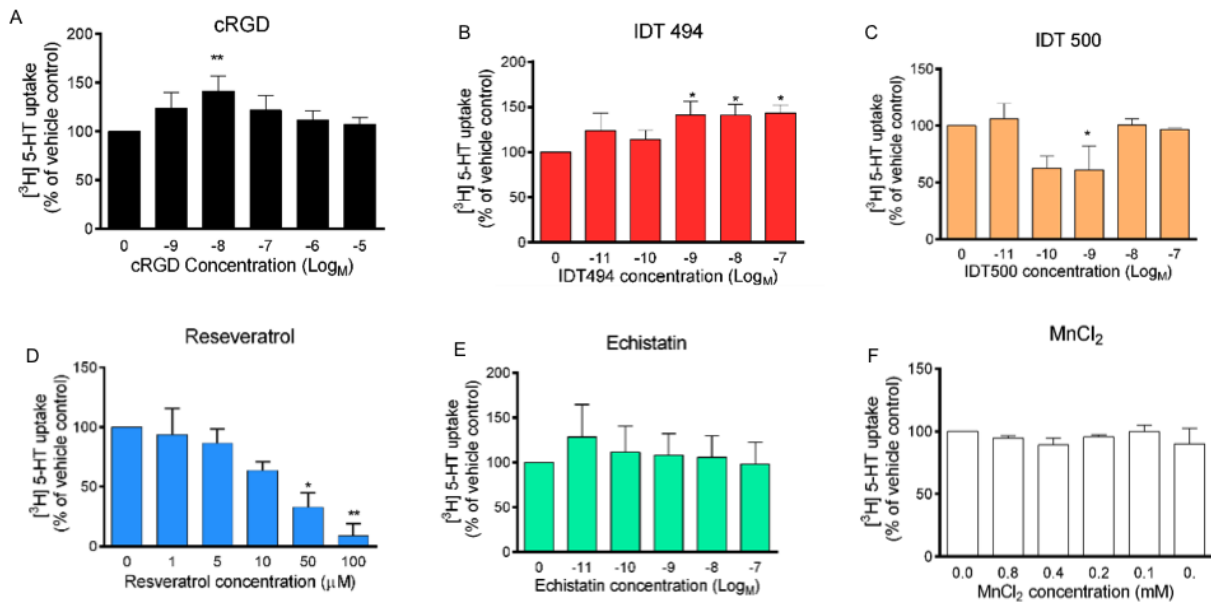 A
cRGD
[³H] 5-HT uptake
(% of vehicle control)
200
150
100
50
0
**
0 -9 -8 -7 -6 -5
cRGD Concentration (LogM)
B
IDT 494
[³H] 5-HT uptake
(% of vehicle control)
200
150
100
50
0
* * *
0 -11 -10 -9 -8 -7
IDT494 concentration (LogM)
C
IDT 500
[³H] 5-HT uptake
(% of vehicle control)
150
100
50
0
*
0 -11 -10 -9 -8 -7
IDT500 concentration (LogM)
D
Reseveratrol
[³H] 5-HT uptake
(% of vehicle control)
150
100
50
0
* **
0 1 5 10 50 100
Resveratrol concentration (μM)
E
Echistatin
[³H] 5-HT uptake
(% of vehicle control)
200
150
100
50
0
0 -11 -10 -9 -8 -7
Echistatin concentration (LogM)
F
MnCl₂
[³H] 5-HT uptake
(% of vehicle control)
150
100
50
0
0.0 0.8 0.4 0.2 0.1 0.
MnCl₂ concentration (mM)